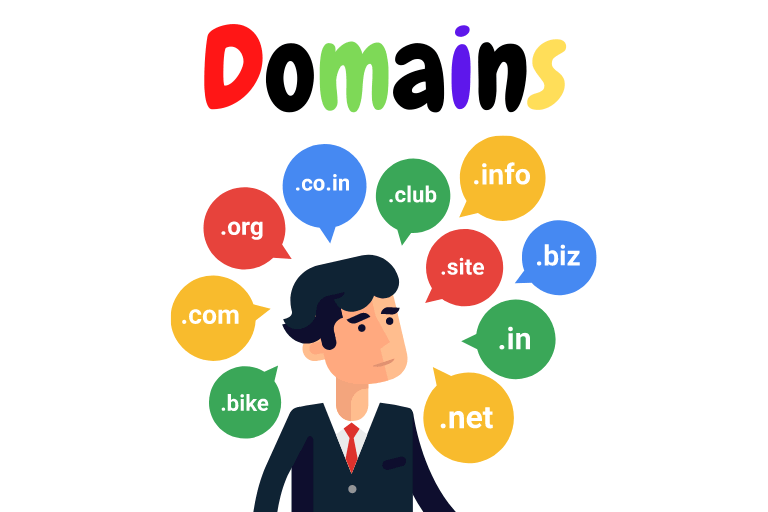 Domains
.co.in
.club
.info
.org
.site
.biz
.com
.in
.bike
.net